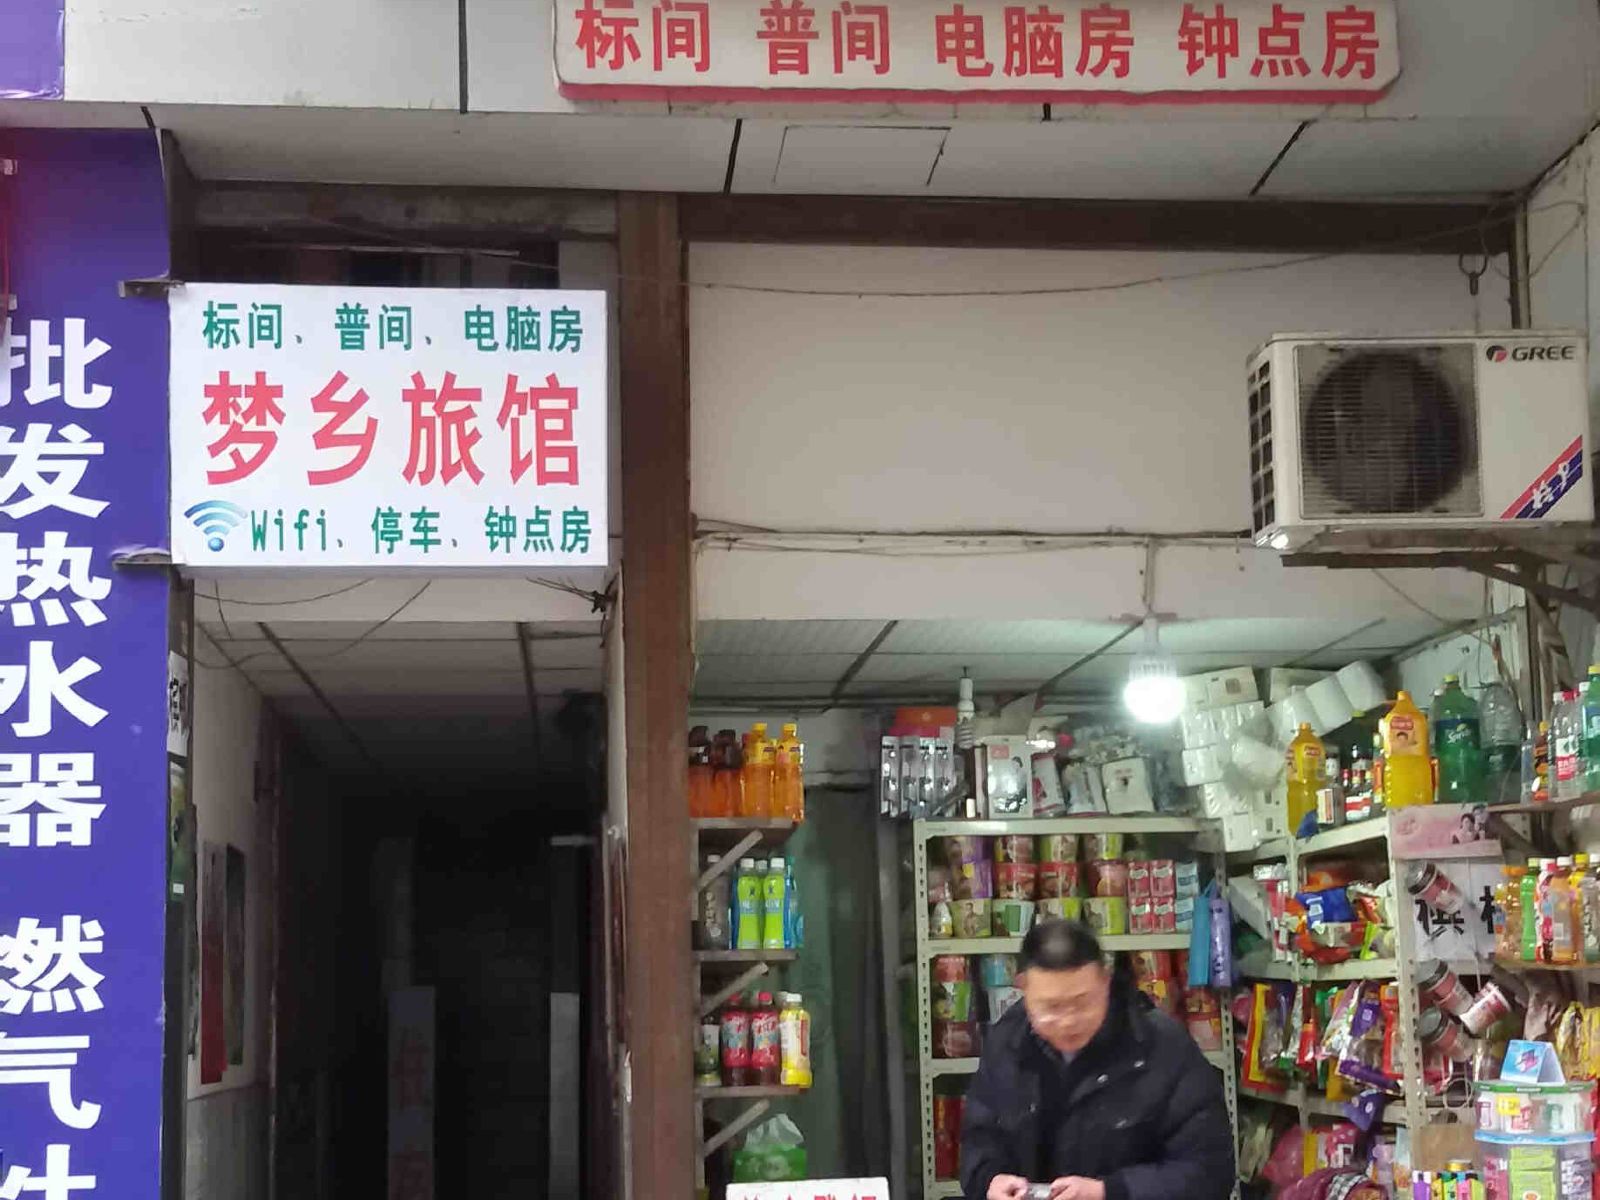 标间 普间 电脑房 钟点房
标间、普间、电脑房
梦乡旅馆
Wifi、停车、钟点房
批发热水器 燃气灶
GREE